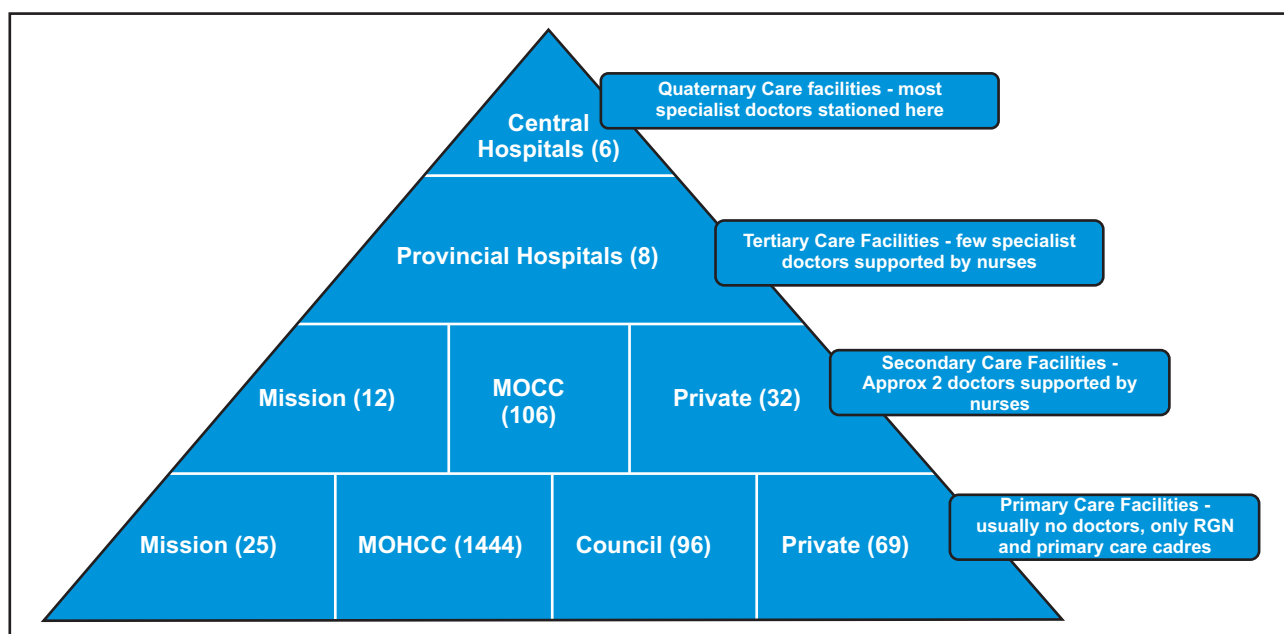 Quaternary Care facilities - most
specialist doctors stationed here
Central
Hospitals (6)
Tertiary Care Facilities - few specialist
doctors supported by nurses
Provincial Hospitals (8)
Secondary Care Facilities -
Approx 2 doctors supported by
nurses
Mission (12)
MOCC
(106)
Private (32)
Primary Care Facilities -
usually no doctors, only RGN
and primary care cadres
Mission (25)
MOHCC (1444)
Council (96)
Private (69)